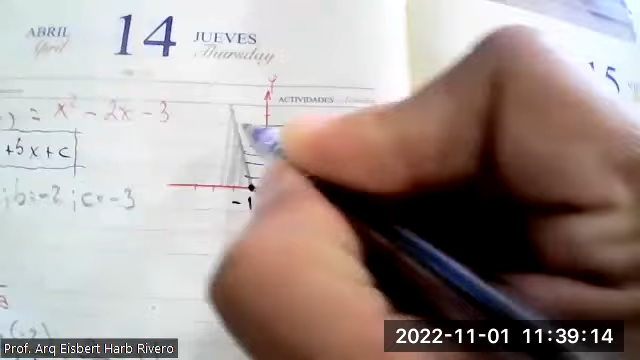 ABRIL 14 JUEVES
April Thursday
15
Y
ACTIVIDADES
= x² - 2x - 3
+bx+c
; b=-2 ; c=-3
-1
Prof. Arq Eisbert Harb Rivero
2022-11-01 11:39:14